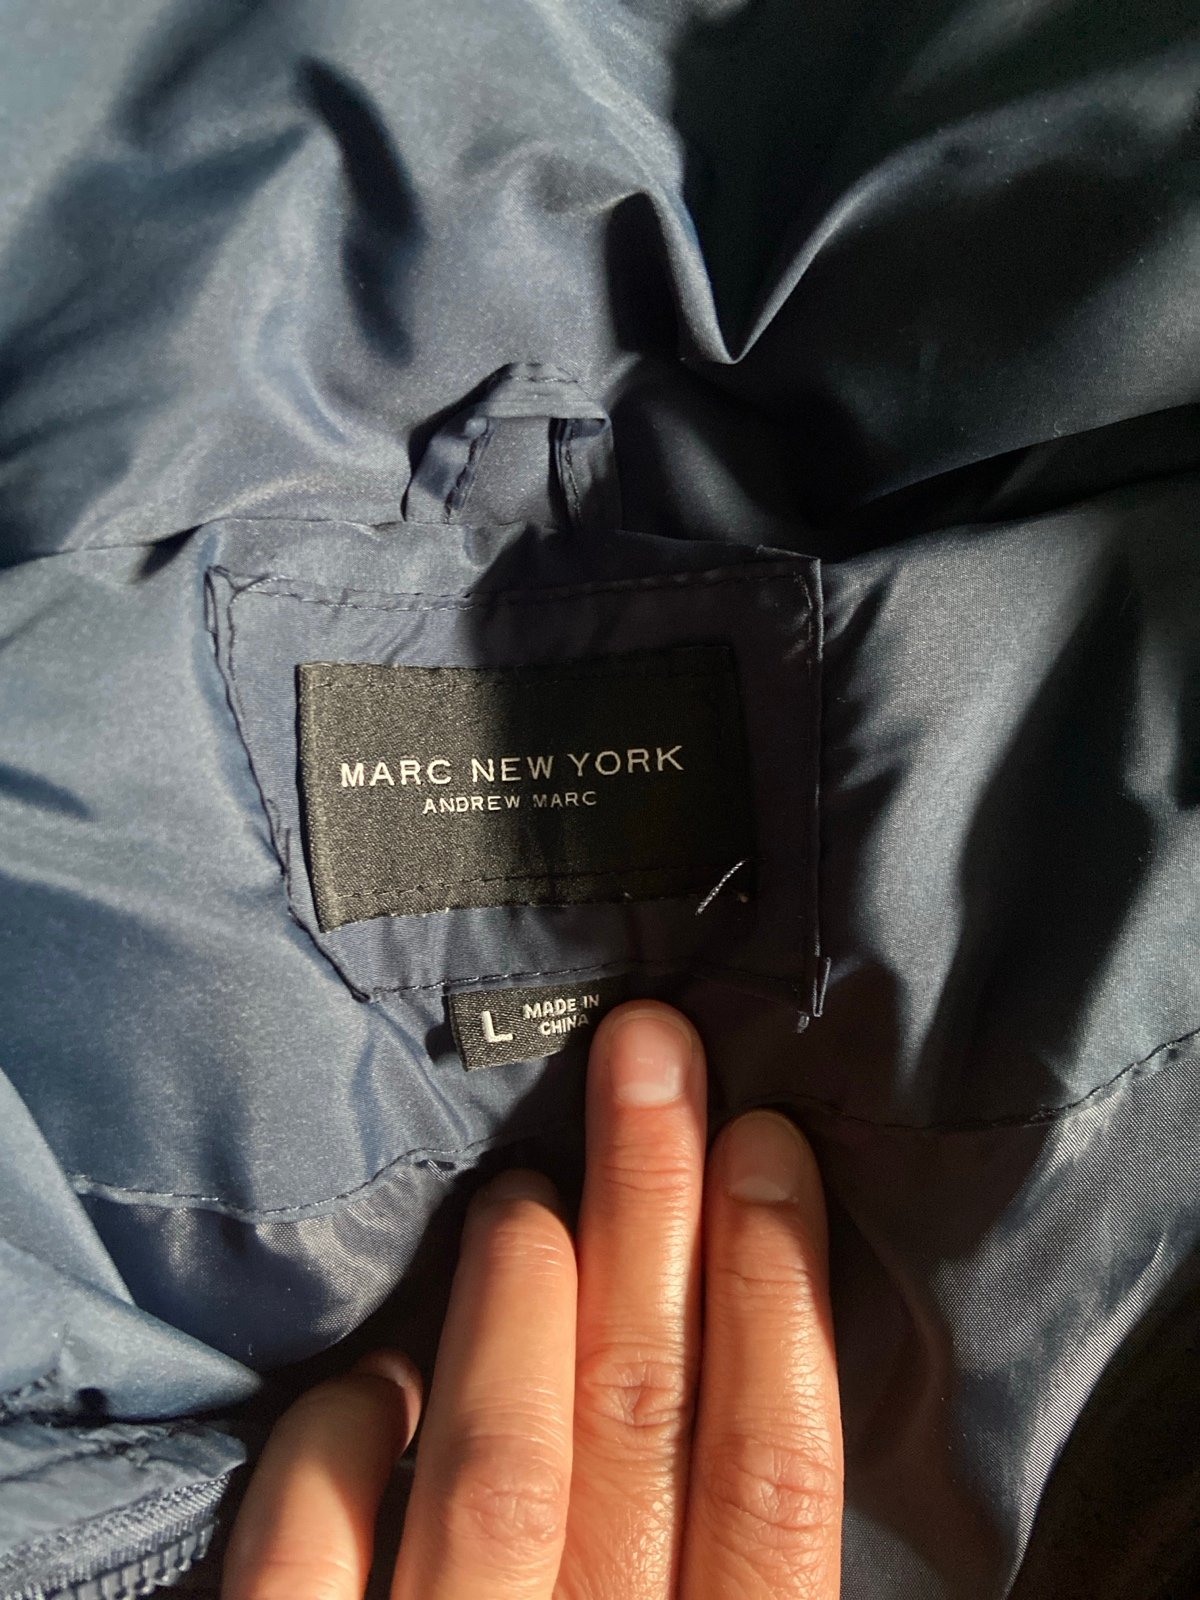 MARC NEW YORK
ANDREW MARC
L
MADE IN
CHINA